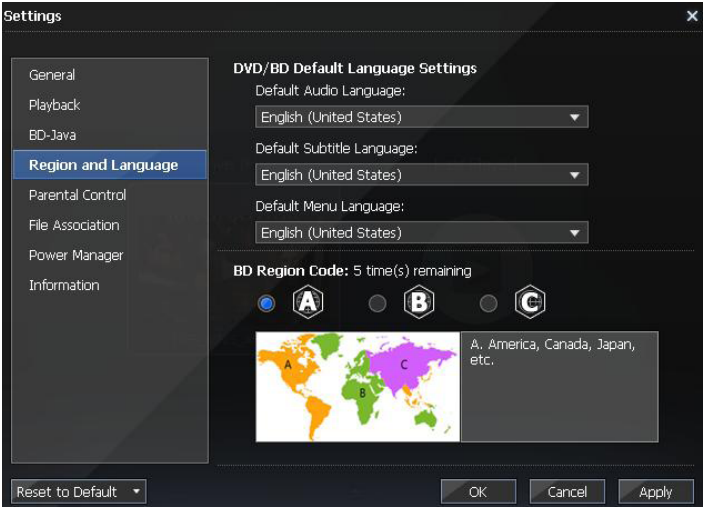 Settings
General
Playback
BD-Java
Region and Language
Parental Control
File Association
Power Manager
Information
DVD/BD Default Language Settings
Default Audio Language:
English (United States)
Default Subtitle Language:
English (United States)
Default Menu Language:
English (United States)
BD Region Code: 5 time(s) remaining
A B C
A C
B
A. America, Canada, Japan,
etc.
Reset to Default
OK Cancel Apply